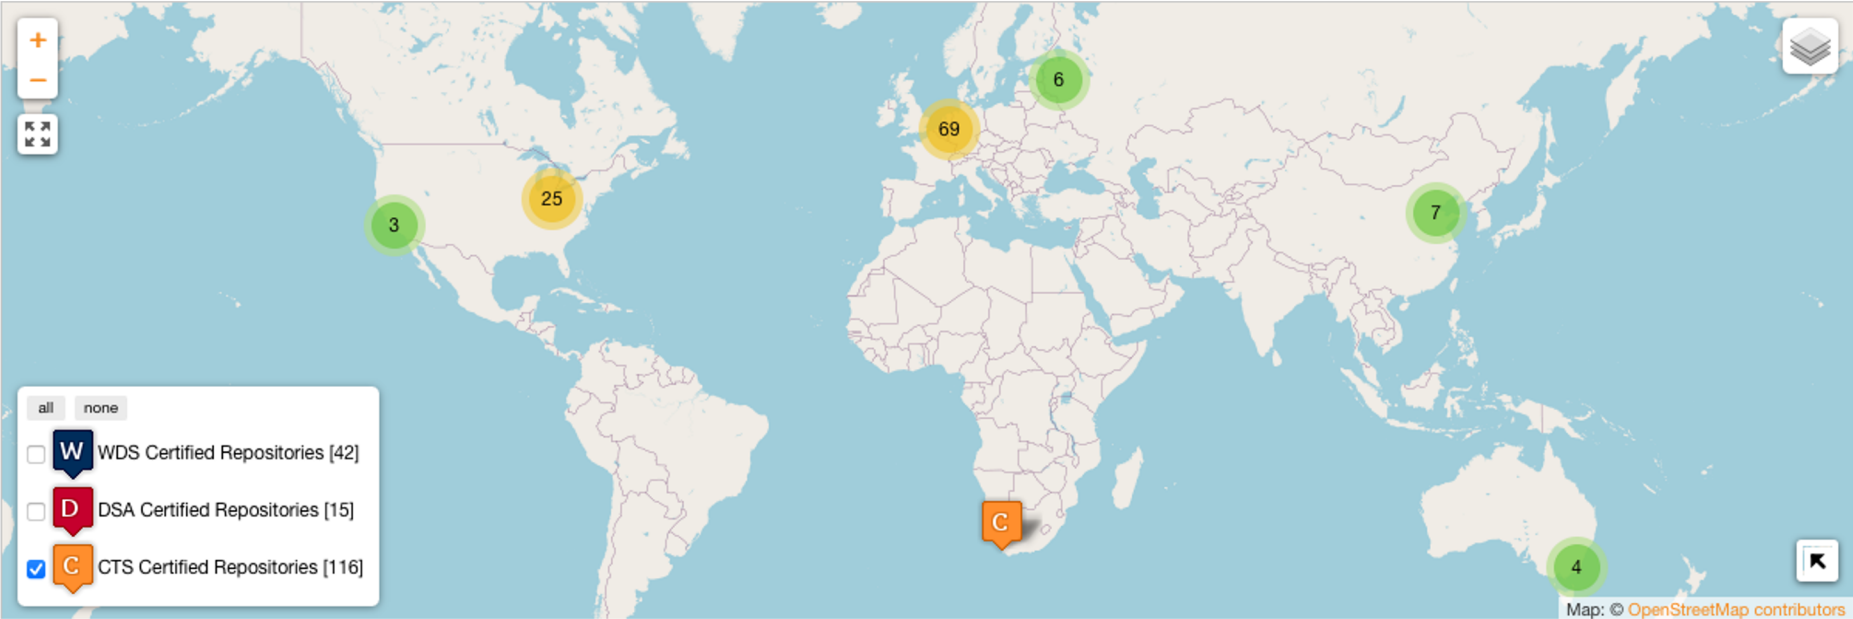 +
−
6
69
25
3
7
all none
W WDS Certified Repositories [42]
D DSA Certified Repositories [15]
C CTS Certified Repositories [116]
C
4
Map: © OpenStreetMap contributors